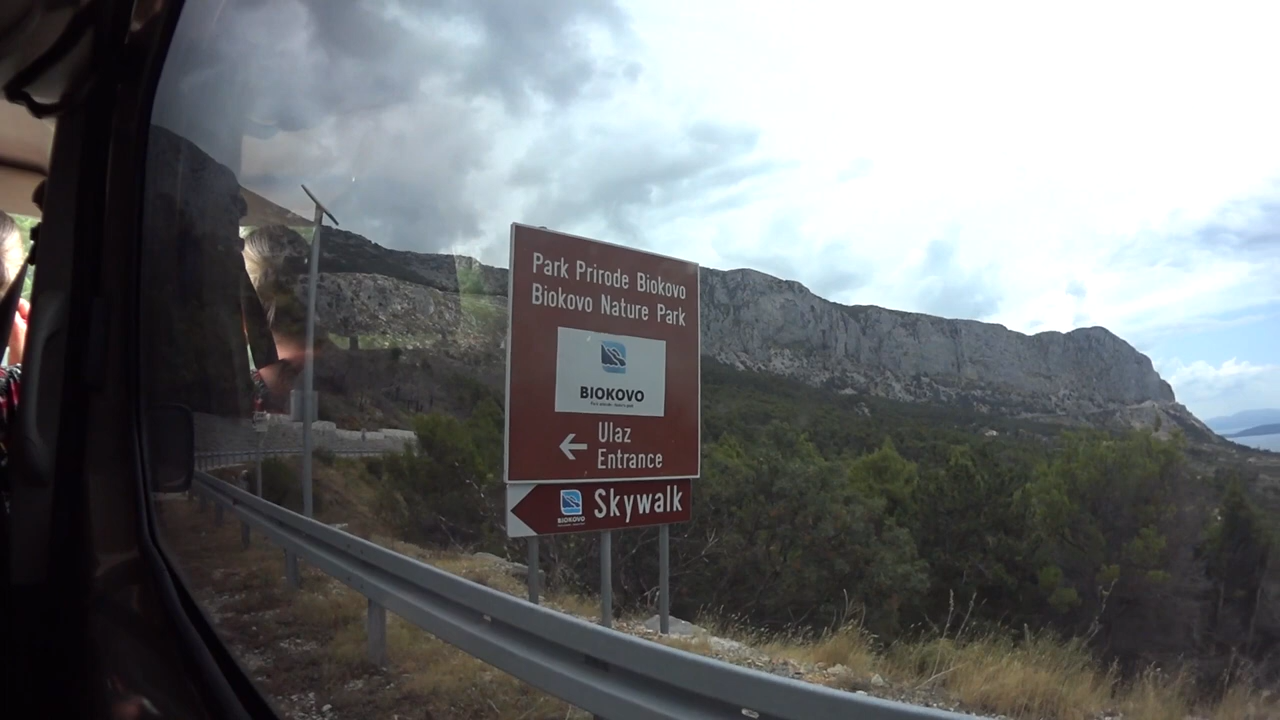 Park Prirode Biokovo
Biokovo Nature Park
BIOKOVO
Ulaz
Entrance
BIOKOVO
Skywalk